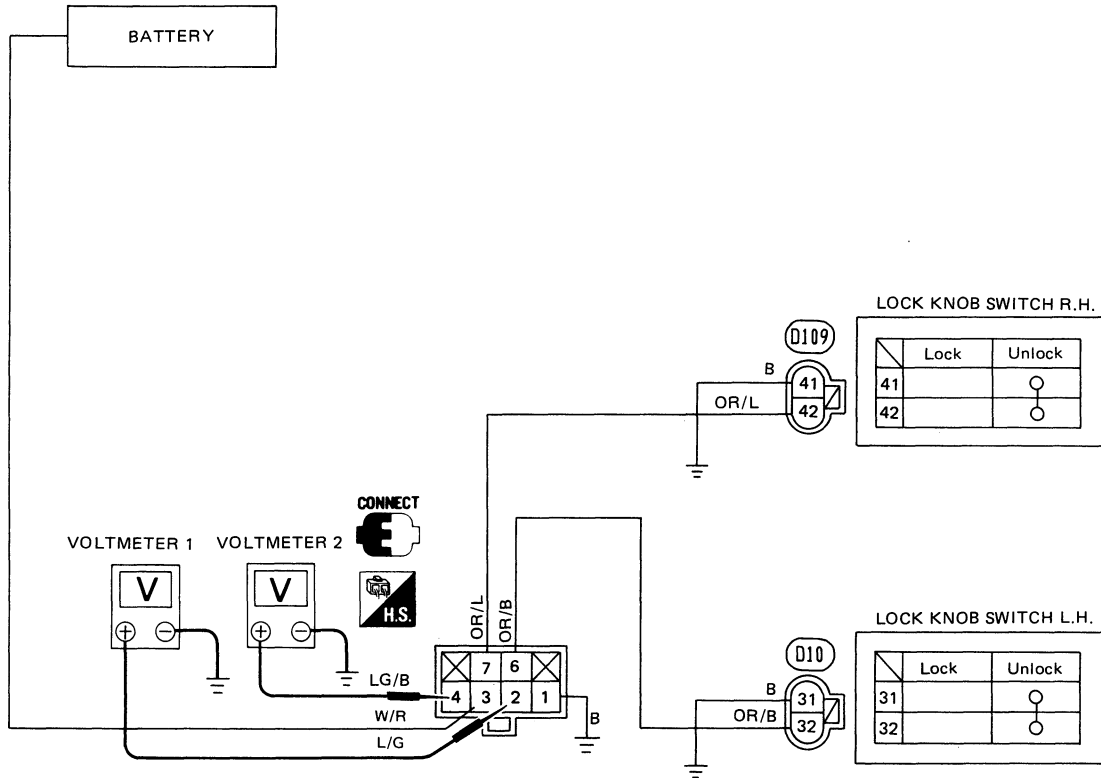 BATTERY
LOCK KNOB SWITCH R.H.
D109
Lock Unlock
B
41
41
OR/L
42
42
CONNECT
VOLTMETER 1 VOLTMETER 2
V V
H.S.
OR/L OR/B
+ − + −
LOCK KNOB SWITCH L.H.
D10
7 6
Lock Unlock
LG/B
4 3 2 1
B
31
31
W/R
B
OR/B
32
32
L/G